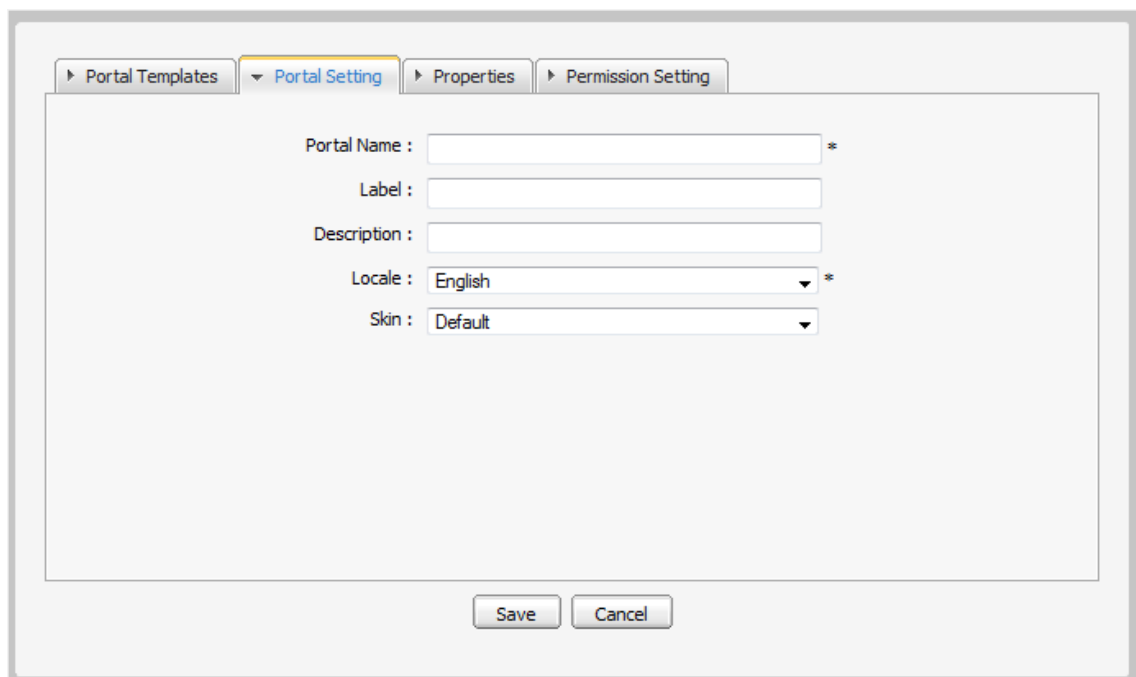 Portal Templates Portal Setting Properties Permission Setting
Portal Name : *
Label :
Description :
Locale : English *
Skin : Default
Save Cancel